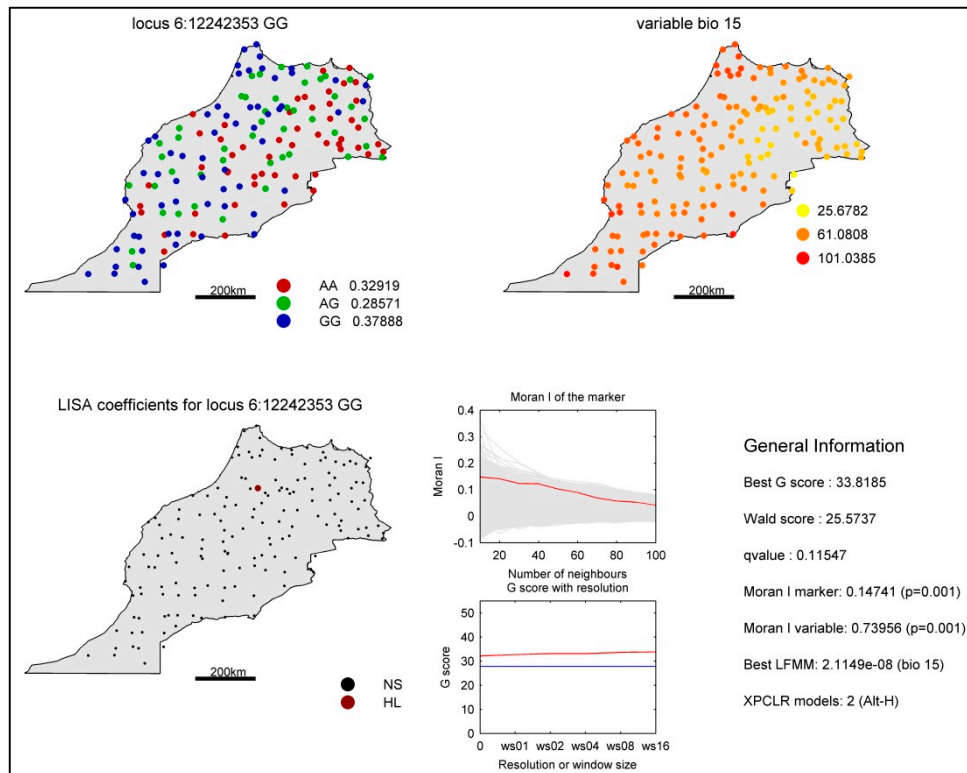 locus 6:12242353 GG
200km
AA 0.32919
AG 0.28571
GG 0.37888
variable bio 15
25.6782
61.0808
101.0385
200km
LISA coefficients for locus 6:12242353 GG
200km
NS
HL
Moran I of the marker
Moran I
0.4
0.3
0.2
0.1
0
-0.1
20 40 60 80 100
Number of neighbours
G score with resolution
G score
50
40
30
20
10
0
0 ws01 ws02 ws04 ws08 ws16
Resolution or window size
General Information
Best G score : 33.8185
Wald score : 25.5737
qvalue : 0.11547
Moran I marker: 0.14741 (p=0.001)
Moran I variable: 0.73956 (p=0.001)
Best LFMM: 2.1149e-08 (bio 15)
XPCLR models: 2 (Alt-H)